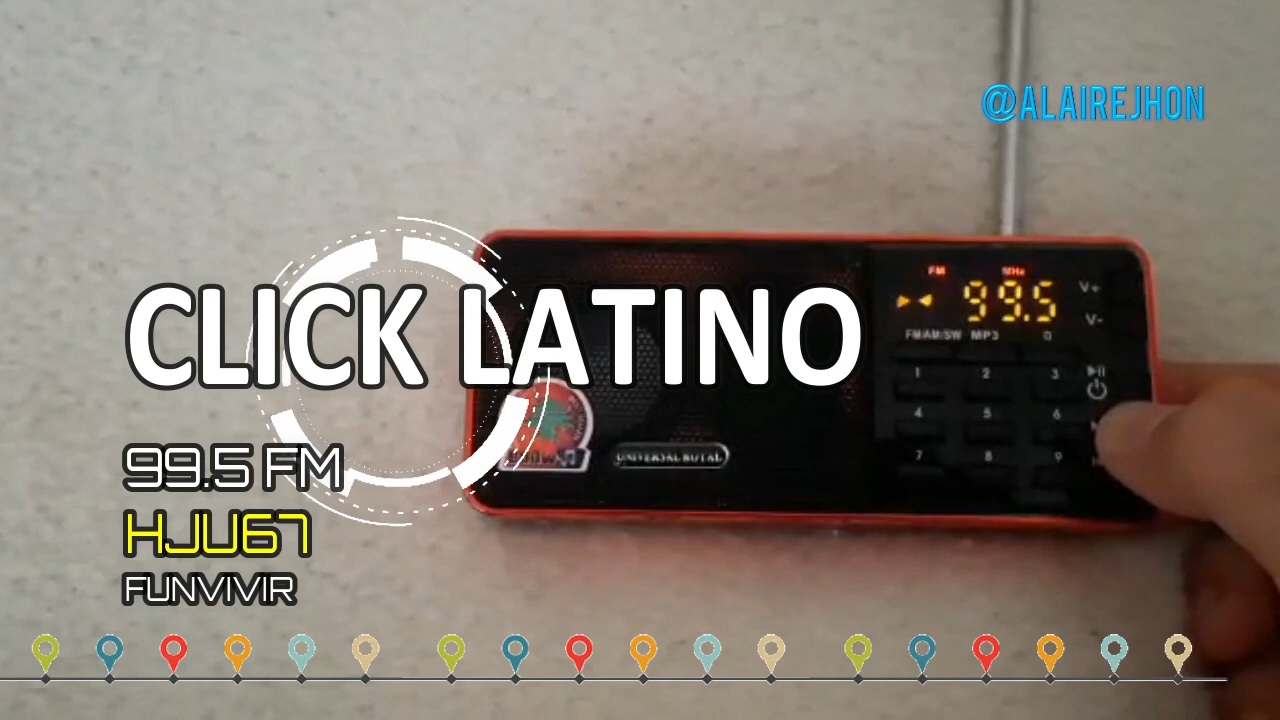 @ALAIREJHON
CLICK LATINO
99.5 FM
HJU67
FUNVIVIR
FM MHz
99.5
FM/AM/SW MP3 0
V+
V-
1 2 3
4 5 6
7 8 9
UNIVERSAL ROYAL